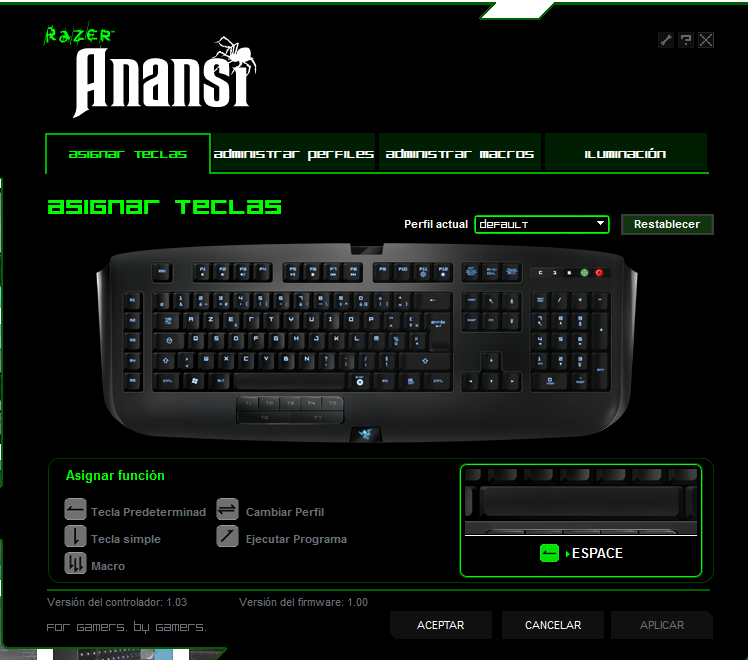 RAZER
Anansi
asignar teclas
administrar perfiles
administrar macros
iluminación
asignar teclas
Perfil actual
default
Restablecer
Asignar función
Tecla Predeterminad
Cambiar Perfil
Tecla simple
Ejecutar Programa
Macro
ESPACE
Versión del controlador: 1.03
Versión del firmware: 1.00
for gamers. by gamers.
ACEPTAR
CANCELAR
APLICAR